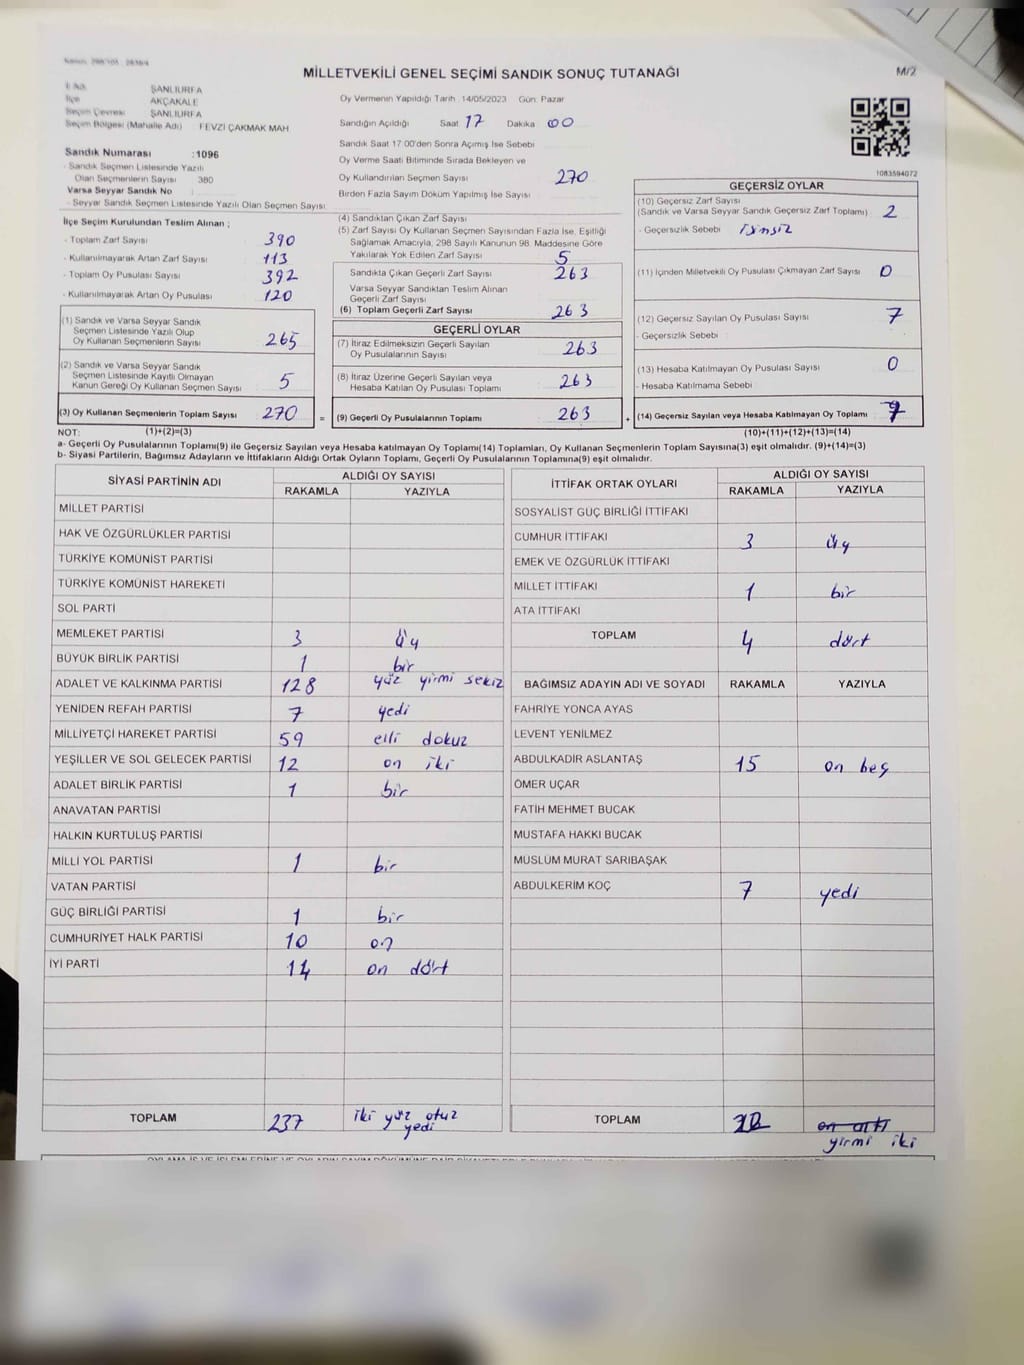 MİLLETVEKİLİ GENEL SEÇİMİ SANDIK SONUÇ TUTANAĞI
M/2
ŞANLIURFA
İlçe AKÇAKALE
Seçim Çevresi ŞANLIURFA
Seçim Bölgesi (Mahalle Adı) : FEVZİ ÇAKMAK MAH
Sandık Numarası :1096
- Sandık Seçmen Listesinde Yazılı
Olan Seçmenlerin Sayısı 380
Varsa Seyyar Sandık No
- Seyyar Sandık Seçmen Listesinde Yazılı Olan Seçmen Sayısı
Oy Vermenin Yapıldığı Tarih :14/05/2023 Gün: Pazar
Sandığın Açıldığı Saat 17 Dakika 00
Sandık Saat 17:00'den Sonra Açımış İse Sebebi
Oy Verme Saati Bitiminde Sırada Bekleyen ve
Oy Kullandırılan Seçmen Sayısı 270
Birden Fazla Sayım Döküm Yapılmış İse Sayısı
1083594072
İlçe Seçim Kurulundan Teslim Alınan ;
- Toplam Zarf Sayısı 390
- Kullanılmayarak Artan Zarf Sayısı 113
- Toplam Oy Pusulası Sayısı 392
- Kullanılmayarak Artan Oy Pusulası 120
(1) Sandık ve Varsa Seyyar Sandık
Seçmen Listesinde Yazılı Olup
Oy Kullanan Seçmenlerin Sayısı 265
(2) Sandık ve Varsa Seyyar Sandık
Seçmen Listesinde Kayıtlı Olmayan
Kanun Gereği Oy Kullanan Seçmen Sayısı 5
(3) Oy Kullanan Seçmenlerin Toplam Sayısı 270 =
(4) Sandıktan Çıkan Zarf Sayısı
(5) Zarf Sayısı Oy Kullanan Seçmen Sayısından Fazla İse, Eşitliği
Sağlamak Amacıyla, 298 Sayılı Kanunun 98. Maddesine Göre
Yakılarak Yok Edilen Zarf Sayısı 5
Sandıkta Çıkan Geçerli Zarf Sayısı 263
Varsa Seyyar Sandıktan Teslim Alınan
Geçerli Zarf Sayısı
(6) Toplam Geçerli Zarf Sayısı 263
GEÇERLİ OYLAR
(7) İtiraz Edilmeksizin Geçerli Sayılan
Oy Pusulalarının Sayısı 263
(8) İtiraz Üzerine Geçerli Sayılan veya
Hesaba Katılan Oy Pusulası Toplamı 263
(9) Geçerli Oy Pusulalarının Toplamı 263 +
GEÇERSİZ OYLAR
(10) Geçersiz Zarf Sayısı
(Sandık ve Varsa Seyyar Sandık Geçersiz Zarf Toplamı) 2
- Geçersizlik Sebebi
(11) İçinden Milletvekili Oy Pusulası Çıkmayan Zarf Sayısı 0
(12) Geçersiz Sayılan Oy Pusulası Sayısı 7
- Geçersizlik Sebebi
(13) Hesaba Katılmayan Oy Pusulası Sayısı 0
- Hesaba Katılmama Sebebi
(14) Geçersiz Sayılan veya Hesaba Katılmayan Oy Toplamı 7
NOT: (1)+(2)=(3) (10)+(11)+(12)+(13)=(14)
a- Geçerli Oy Pusulalarının Toplamı(9) ile Geçersiz Sayılan veya Hesaba katılmayan Oy Toplamı(14) Toplamları, Oy Kullanan Seçmenlerin Toplam Sayısına(3) eşit olmalıdır. (9)+(14)=(3)
b- Siyasi Partilerin, Bağımsız Adayların ve İttifakların Aldığı Ortak Oyların Toplamı, Geçerli Oy Pusulalarının Toplamına(9) eşit olmalıdır.
SİYASİ PARTİNİN ADI ALDIĞI OY SAYISI
RAKAMLA YAZIYLA
MİLLET PARTİSİ
HAK VE ÖZGÜRLÜKLER PARTİSİ
TÜRKİYE KOMÜNİST PARTİSİ
TÜRKİYE KOMÜNİST HAREKETİ
SOL PARTİ
MEMLEKET PARTİSİ 3 üç
BÜYÜK BİRLİK PARTİSİ 1 bir
ADALET VE KALKINMA PARTİSİ 128 yüz yirmi sekiz
YENİDEN REFAH PARTİSİ 7 yedi
MİLLİYETÇİ HAREKET PARTİSİ 59 elli dokuz
YEŞİLLER VE SOL GELECEK PARTİSİ 12 on iki
ADALET BİRLİK PARTİSİ 1 bir
ANAVATAN PARTİSİ
HALKIN KURTULUŞ PARTİSİ
MİLLİ YOL PARTİSİ 1 bir
VATAN PARTİSİ
GÜÇ BİRLİĞİ PARTİSİ 1 bir
CUMHURİYET HALK PARTİSİ 10 on
İYİ PARTİ 14 on dört
TOPLAM 237 iki yüz otuz
yedi
İTTİFAK ORTAK OYLARI ALDIĞI OY SAYISI
RAKAMLA YAZIYLA
SOSYALİST GÜÇ BİRLİĞİ İTTİFAKI
CUMHUR İTTİFAKI 3 üç
EMEK VE ÖZGÜRLÜK İTTİFAKI
MİLLET İTTİFAKI 1 bir
ATA İTTİFAKI
TOPLAM 4 dört
BAĞIMSIZ ADAYIN ADI VE SOYADI RAKAMLA YAZIYLA
FAHRİYE YONCA AYAS
LEVENT YENİLMEZ
ABDULKADİR ASLANTAŞ 15 on beş
ÖMER UÇAR
FATİH MEHMET BUCAK
MUSTAFA HAKKI BUCAK
MÜSLÜM MURAT SARIBAŞAK
ABDULKERİM KOÇ 7 yedi
TOPLAM
yirmi iki